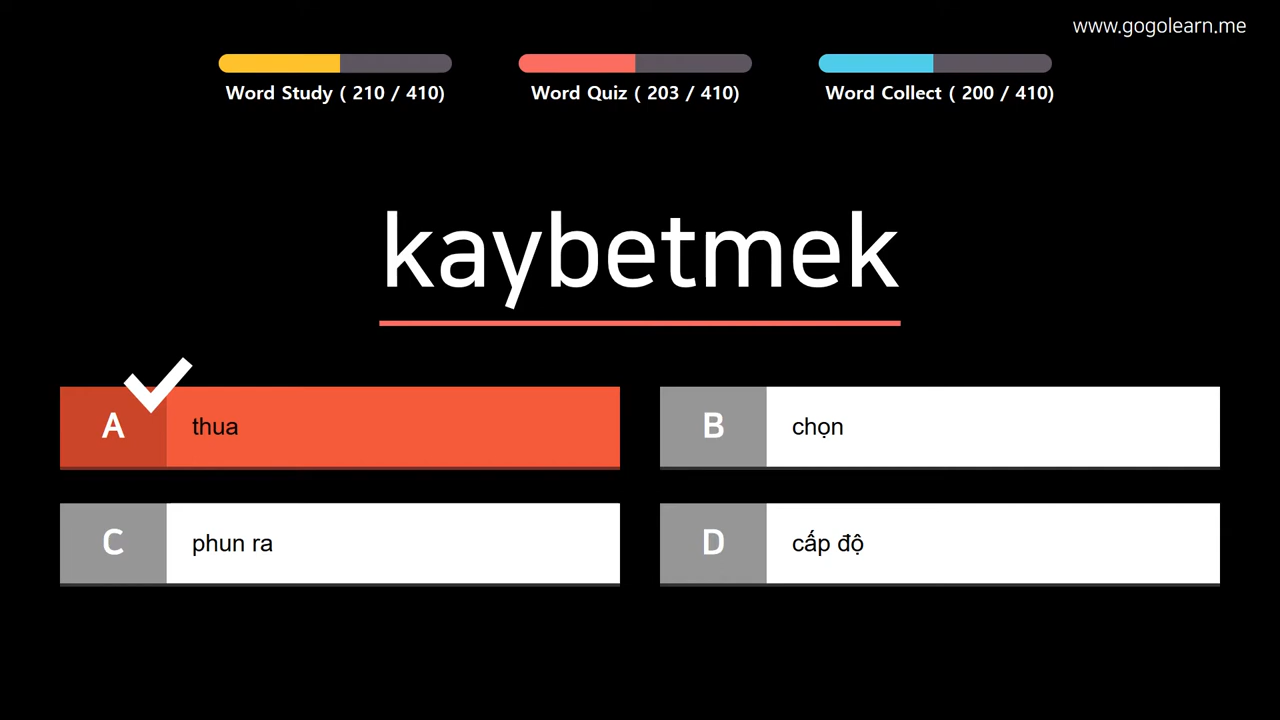 www.gogolearn.me
Word Study ( 210 / 410)
Word Quiz ( 203 / 410)
Word Collect ( 200 / 410)
kaybetmek
A thua
B chọn
C phun ra
D cấp độ